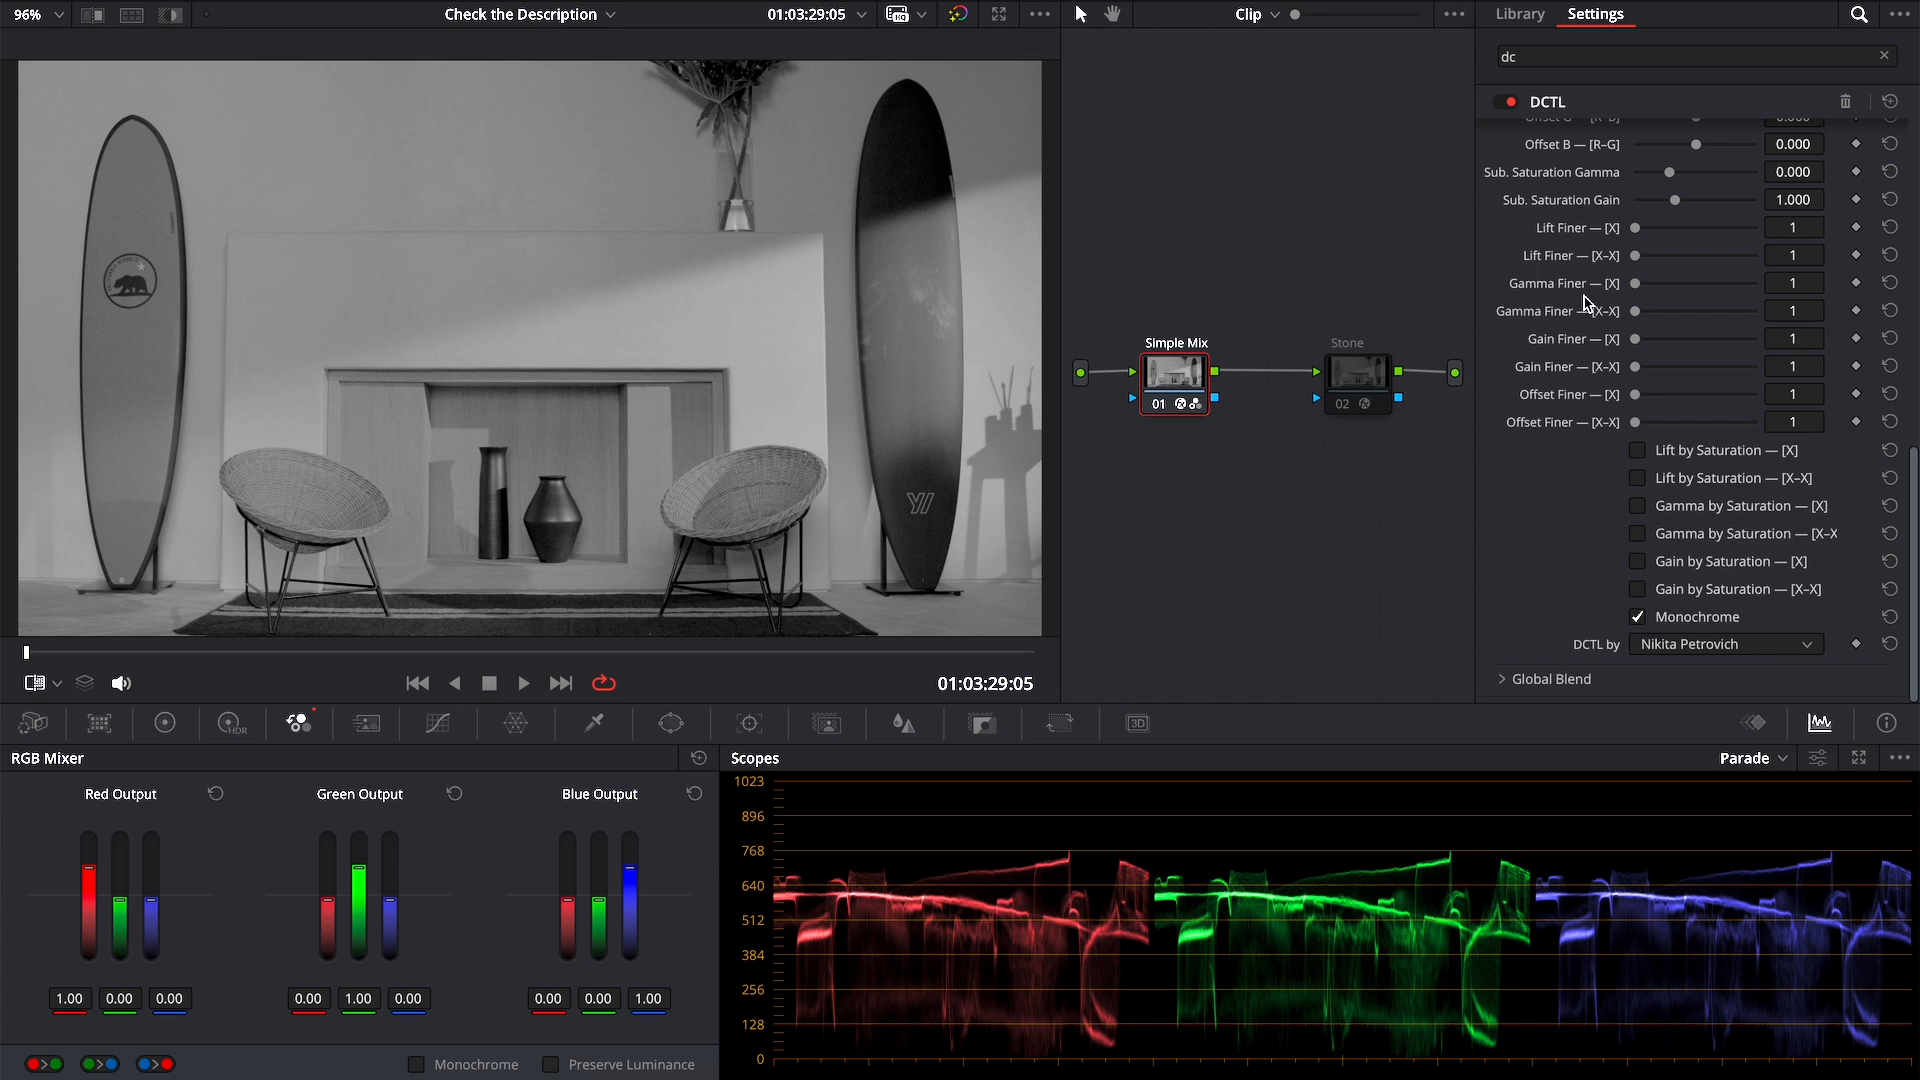 96%
Check the Description
01:03:29:05
HQ
Clip
Library
Settings
dc
DCTL
Offset B — [R–G]
0.000
Sub. Saturation Gamma
0.000
Sub. Saturation Gain
1.000
Lift Finer — [X]
1
Lift Finer — [X–X]
1
Gamma Finer — [X]
1
Gamma Finer — [X–X]
1
Gain Finer — [X]
1
Gain Finer — [X–X]
1
Offset Finer — [X]
1
Offset Finer — [X–X]
1
Lift by Saturation — [X]
Lift by Saturation — [X–X]
Gamma by Saturation — [X]
Gamma by Saturation — [X–X
Gain by Saturation — [X]
Gain by Saturation — [X–X]
Monochrome
DCTL by
Nikita Petrovich
Global Blend
Simple Mix
01
Stone
02
01:03:29:05
HDR
3D
RGB Mixer
Red Output
Green Output
Blue Output
1.00
0.00
0.00
0.00
1.00
0.00
0.00
0.00
1.00
Monochrome
Preserve Luminance
Scopes
Parade
1023
896
768
640
512
384
256
128
0